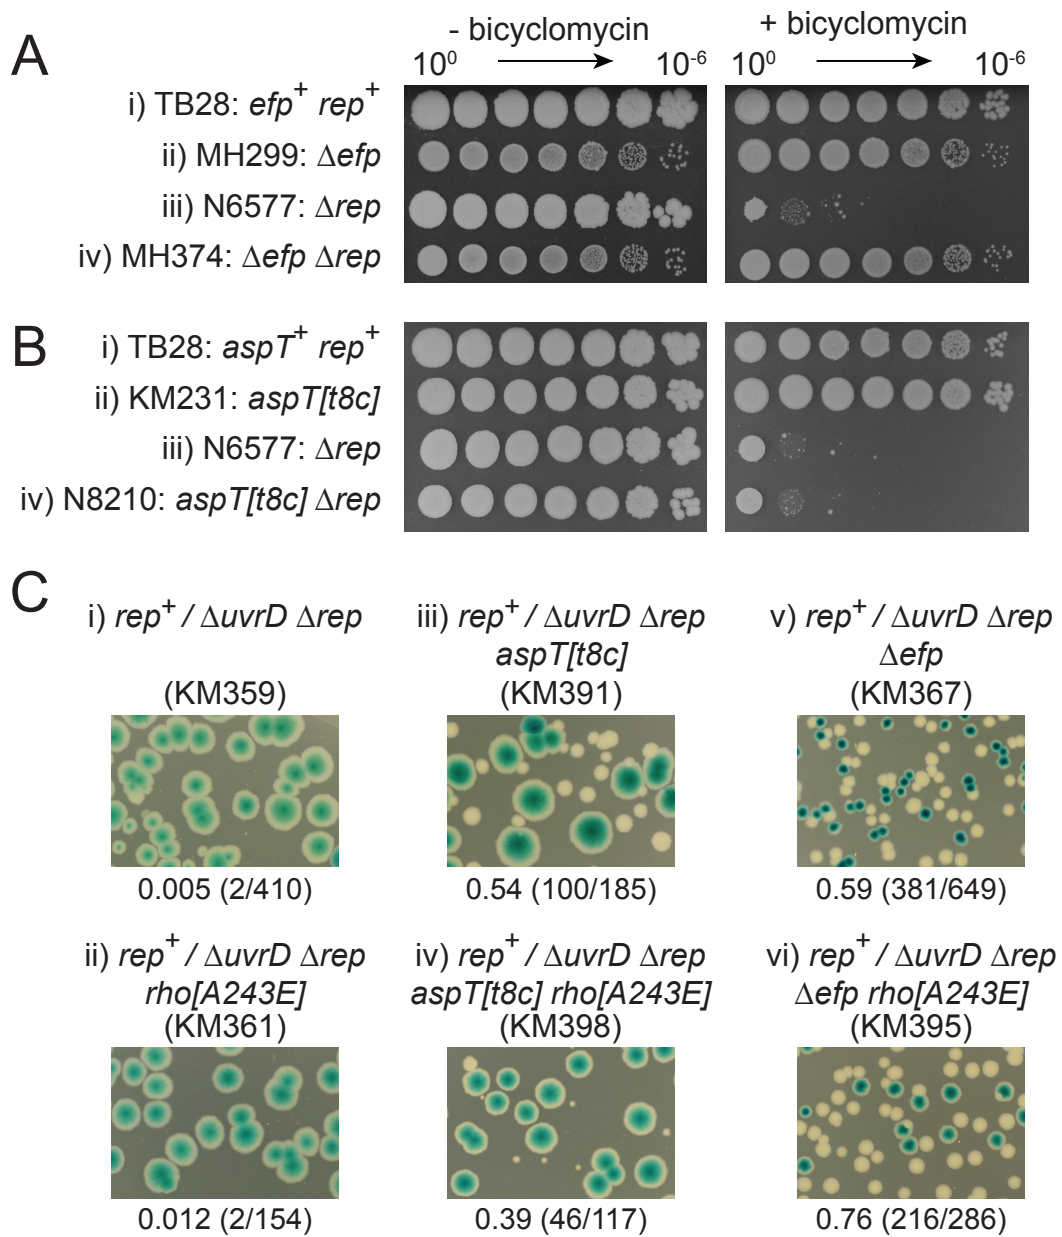 A
- bicyclomycin
+ bicyclomycin
10⁰
10⁻⁶
10⁰
10⁻⁶
i) TB28: efp⁺ rep⁺
ii) MH299: Δefp
iii) N6577: Δrep
iv) MH374: Δefp Δrep
B
i) TB28: aspT⁺ rep⁺
ii) KM231: aspT[t8c]
iii) N6577: Δrep
iv) N8210: aspT[t8c] Δrep
C
i) rep⁺ / ΔuvrD Δrep
(KM359)
0.005 (2/410)
iii) rep⁺ / ΔuvrD Δrep
aspT[t8c]
(KM391)
0.54 (100/185)
v) rep⁺ / ΔuvrD Δrep
Δefp
(KM367)
0.59 (381/649)
ii) rep⁺ / ΔuvrD Δrep
rho[A243E]
(KM361)
0.012 (2/154)
iv) rep⁺ / ΔuvrD Δrep
aspT[t8c] rho[A243E]
(KM398)
0.39 (46/117)
vi) rep⁺ / ΔuvrD Δrep
Δefp rho[A243E]
(KM395)
0.76 (216/286)